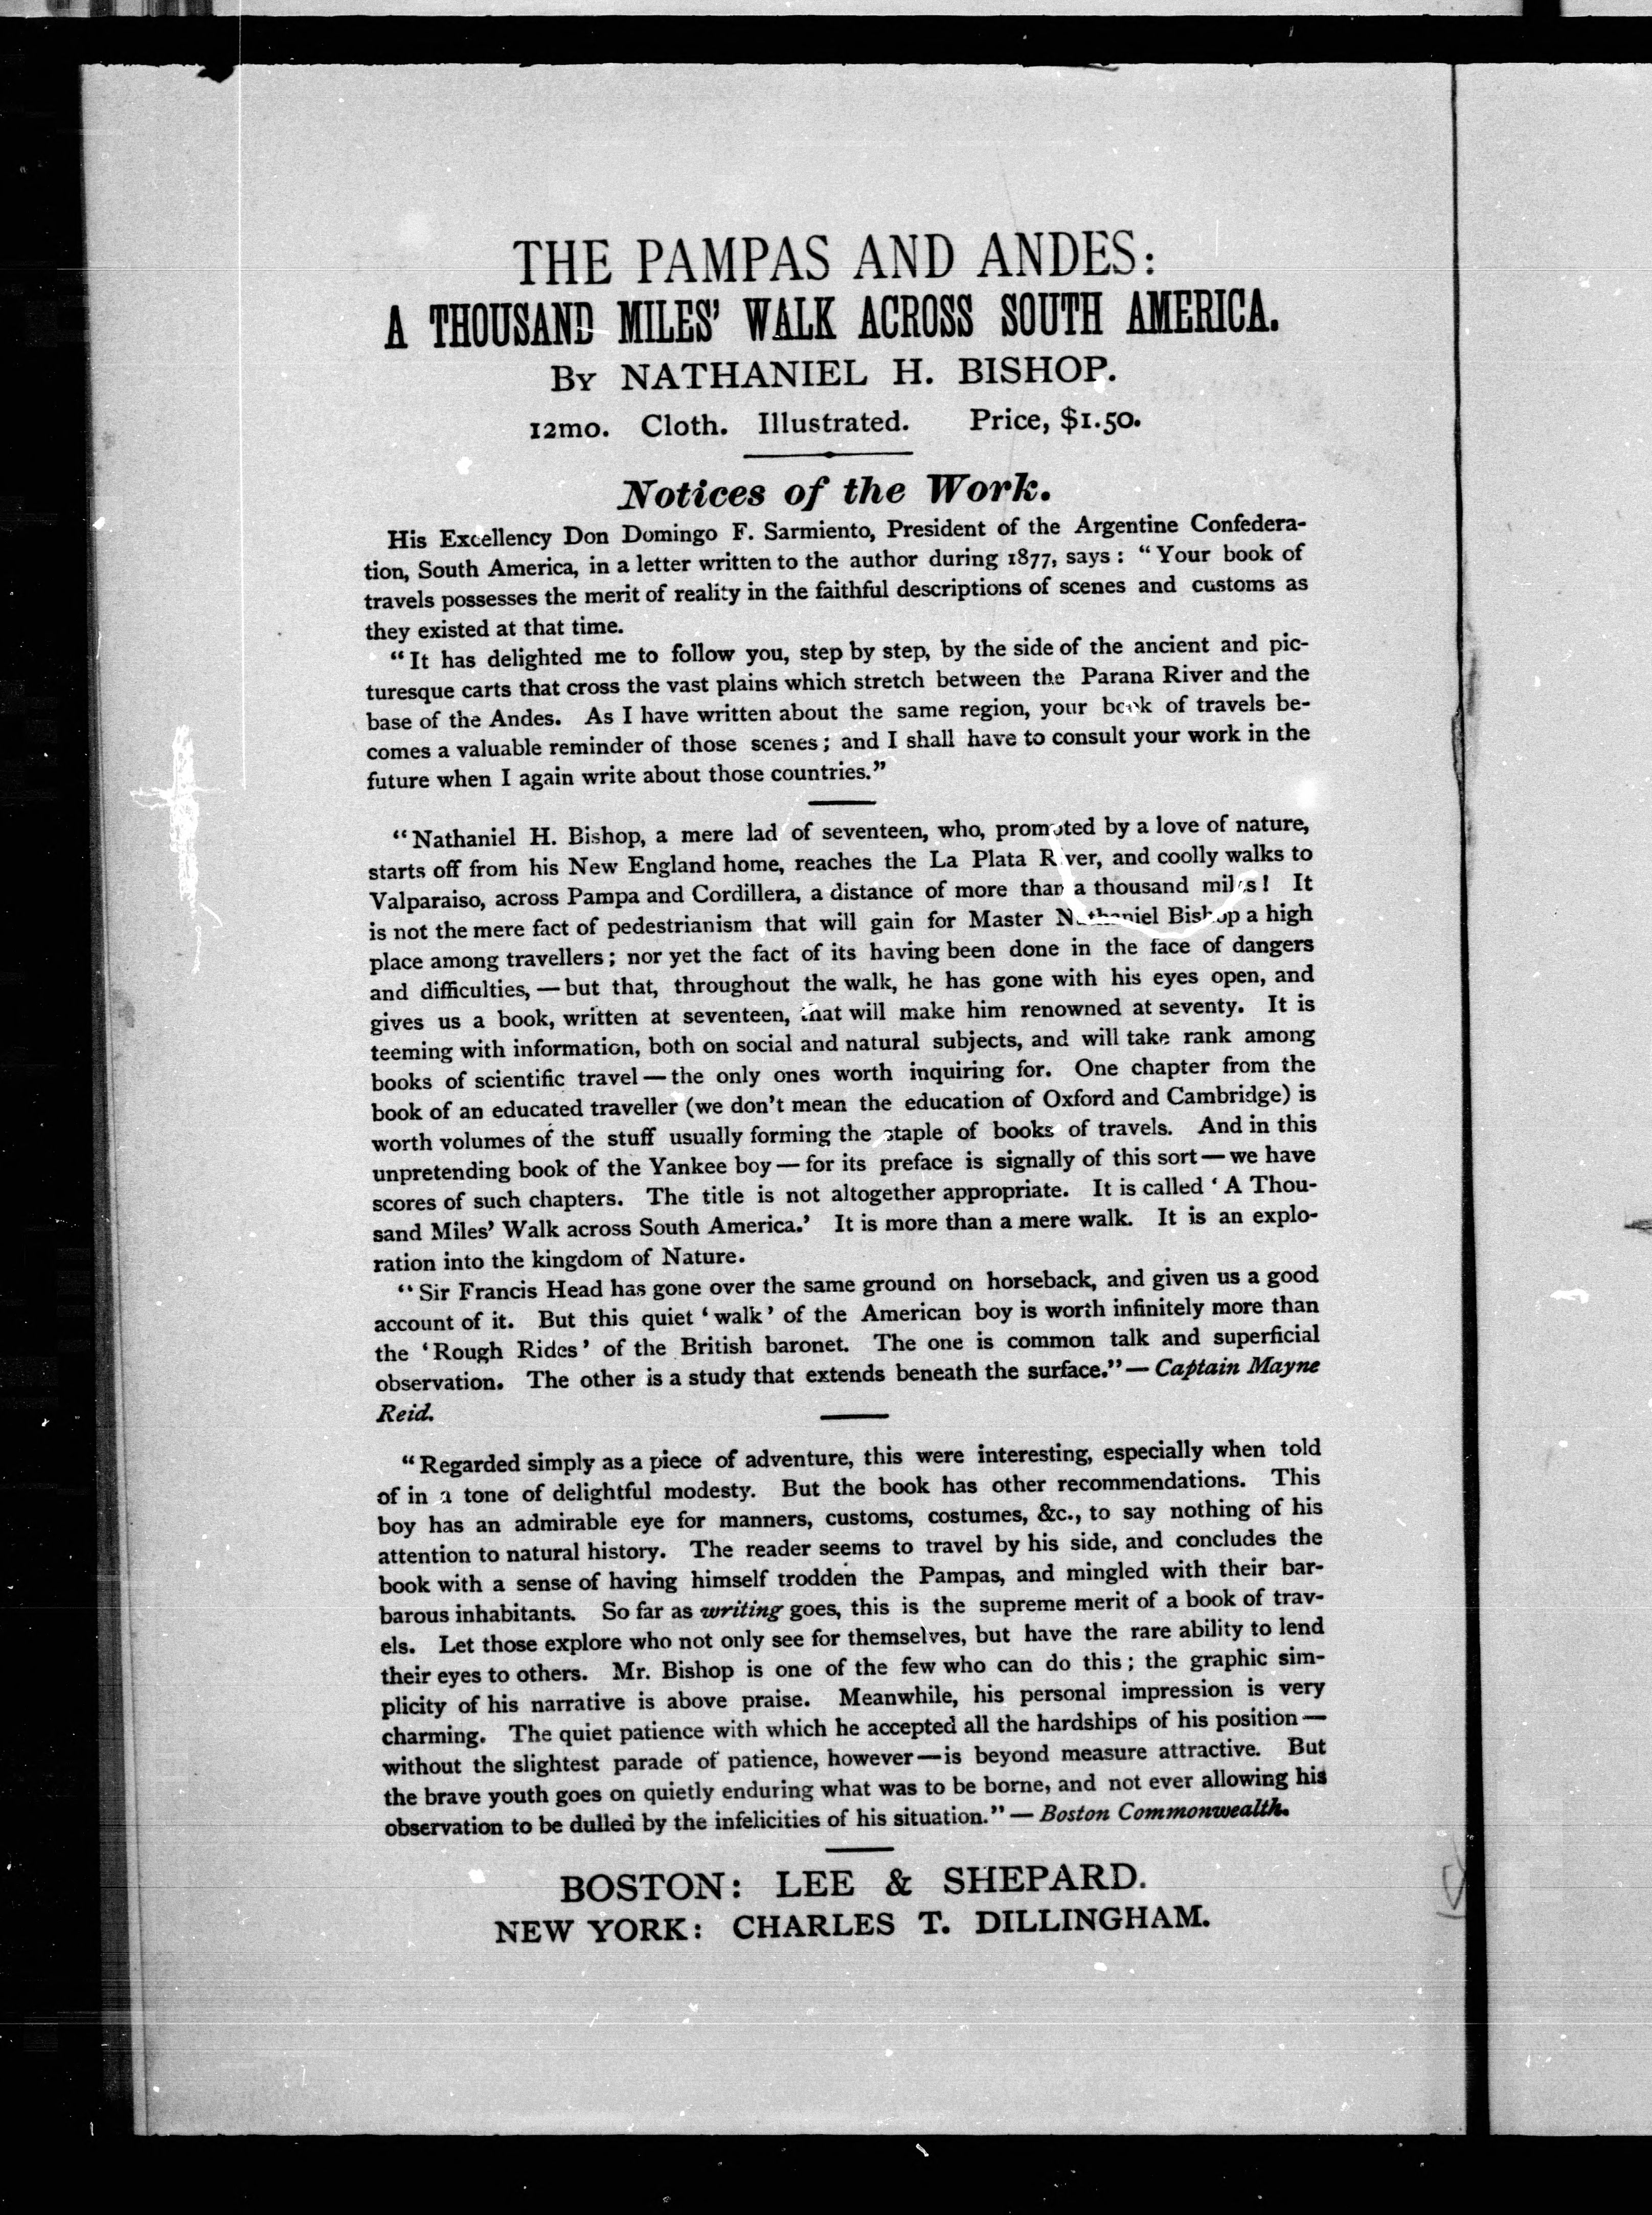 THE PAMPAS AND ANDES:
A THOUSAND MILES' WALK ACROSS SOUTH AMERICA.
BY NATHANIEL H. BISHOP.
12mo. Cloth. Illustrated. Price, $1.50.
Notices of the Work.
His Excellency Don Domingo F. Sarmiento, President of the Argentine Confedera-
tion, South America, in a letter written to the author during 1877, says: "Your book of
travels possesses the merit of reality in the faithful descriptions of scenes and customs as
they existed at that time.
"It has delighted me to follow you, step by step, by the side of the ancient and pic-
turesque carts that cross the vast plains which stretch between the Parana River and the
base of the Andes. As I have written about the same region, your book of travels be-
comes a valuable reminder of those scenes; and I shall have to consult your work in the
future when I again write about those countries."
"Nathaniel H. Bishop, a mere lad of seventeen, who, prompted by a love of nature,
starts off from his New England home, reaches the La Plata River, and coolly walks to
Valparaiso, across Pampa and Cordillera, a distance of more than a thousand miles! It
is not the mere fact of pedestrianism that will gain for Master Nathaniel Bishop a high
place among travellers; nor yet the fact of its having been done in the face of dangers
and difficulties, — but that, throughout the walk, he has gone with his eyes open, and
gives us a book, written at seventeen, that will make him renowned at seventy. It is
teeming with information, both on social and natural subjects, and will take rank among
books of scientific travel — the only ones worth inquiring for. One chapter from the
book of an educated traveller (we don't mean the education of Oxford and Cambridge) is
worth volumes of the stuff usually forming the staple of books of travels. And in this
unpretending book of the Yankee boy — for its preface is signally of this sort — we have
scores of such chapters. The title is not altogether appropriate. It is called 'A Thou-
sand Miles' Walk across South America.' It is more than a mere walk. It is an explo-
ration into the kingdom of Nature.
"Sir Francis Head has gone over the same ground on horseback, and given us a good
account of it. But this quiet 'walk' of the American boy is worth infinitely more than
the 'Rough Rides' of the British baronet. The one is common talk and superficial
observation. The other is a study that extends beneath the surface." — Captain Mayne
Reid.
"Regarded simply as a piece of adventure, this were interesting, especially when told
of in a tone of delightful modesty. But the book has other recommendations. This
boy has an admirable eye for manners, customs, costumes, &c., to say nothing of his
attention to natural history. The reader seems to travel by his side, and concludes the
book with a sense of having himself trodden the Pampas, and mingled with their bar-
barous inhabitants. So far as writing goes, this is the supreme merit of a book of trav-
els. Let those explore who not only see for themselves, but have the rare ability to lend
their eyes to others. Mr. Bishop is one of the few who can do this; the graphic sim-
plicity of his narrative is above praise. Meanwhile, his personal impression is very
charming. The quiet patience with which he accepted all the hardships of his position —
without the slightest parade of patience, however — is beyond measure attractive. But
the brave youth goes on quietly enduring what was to be borne, and not ever allowing his
observation to be dulled by the infelicities of his situation." — Boston Commonwealth.
BOSTON: LEE & SHEPARD.
NEW YORK: CHARLES T. DILLINGHAM.